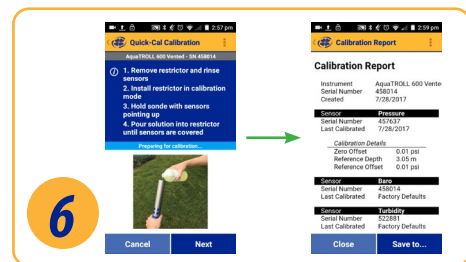 2:57 pm
Quick-Cal Calibration
AquaTROLL 600 Vented - SN 458014
1. Remove restrictor and rinse
sensors
2. Install restrictor in calibration
mode
3. Hold sonde with sensors
pointing up
4. Pour solution into restrictor
until sensors are covered
Preparing for calibration...
Cancel Next
6
2:59 pm
Calibration Report
Calibration Report
Instrument AquaTROLL 600 Vente
Serial Number 458014
Created 7/28/2017
Sensor Pressure
Serial Number 457637
Last Calibrated 7/28/2017
Calibration Details
Zero Offset 0.01 psi
Reference Depth 3.05 m
Reference Offset 0.01 psi
Sensor Baro
Serial Number 458014
Last Calibrated Factory Defaults
Sensor Turbidity
Serial Number 522881
Last Calibrated Factory Defaults
Close Save to...